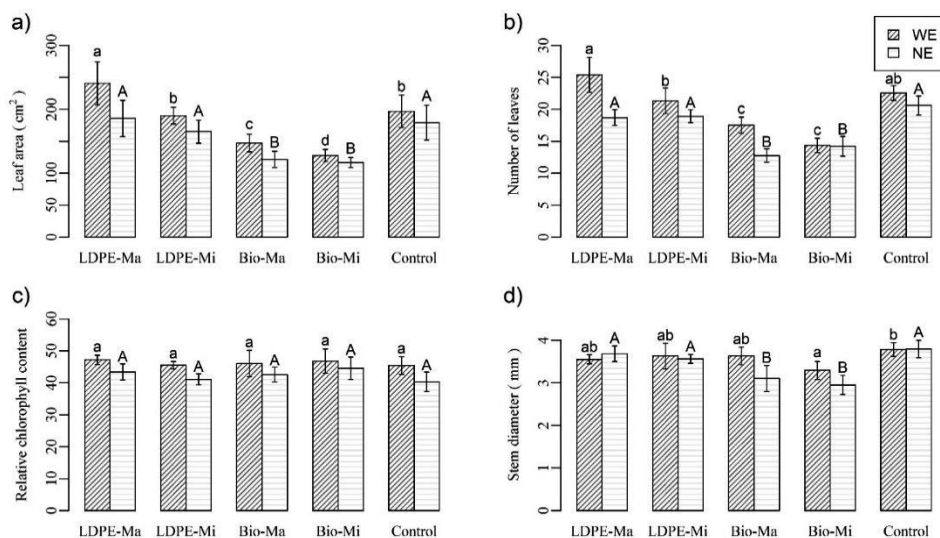 a)
Leaf area ( cm² )
300
200
100
50
0
a
A
b
A
c
B
d
B
b
A
LDPE-Ma
LDPE-Mi
Bio-Ma
Bio-Mi
Control
b)
WE
NE
Number of leaves
30
25
20
15
10
5
0
a
A
b
A
c
B
c
B
ab
A
LDPE-Ma
LDPE-Mi
Bio-Ma
Bio-Mi
Control
c)
Relative chlorophyll content
60
50
40
30
20
10
0
a
A
a
A
a
A
a
A
a
A
LDPE-Ma
LDPE-Mi
Bio-Ma
Bio-Mi
Control
d)
Stem diameter ( mm )
4
3
2
1
0
ab
A
ab
A
ab
B
a
B
b
A
LDPE-Ma
LDPE-Mi
Bio-Ma
Bio-Mi
Control